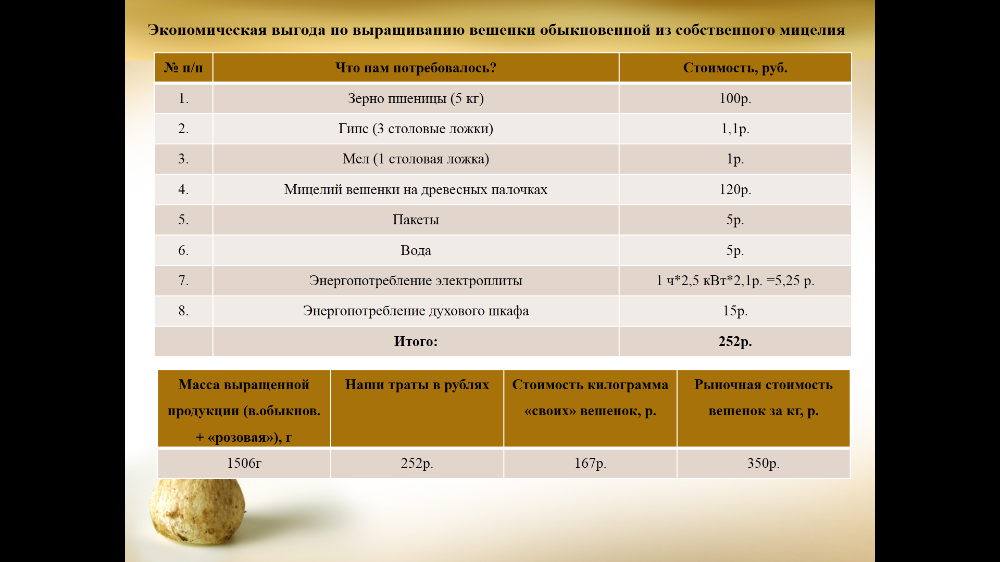 Экономическая выгода по выращиванию вешенки обыкновенной из собственного мицелия
№ п/п Что нам потребовалось? Стоимость, руб.
1. Зерно пшеницы (5 кг) 100р.
2. Гипс (3 столовые ложки) 1,1р.
3. Мел (1 столовая ложка) 1р.
4. Мицелий вешенки на древесных палочках 120р.
5. Пакеты 5р.
6. Вода 5р.
7. Энергопотребление электроплиты 1 ч*2,5 кВт*2,1р. =5,25 р.
8. Энергопотребление духового шкафа 15р.
Итого: 252р.
Масса выращенной
продукции (в.обыкнов.
+ «розовая»), г
Наши траты в рублях
Стоимость килограмма
«своих» вешенок, р.
Рыночная стоимость
вешенок за кг, р.
1506г 252р. 167р. 350р.